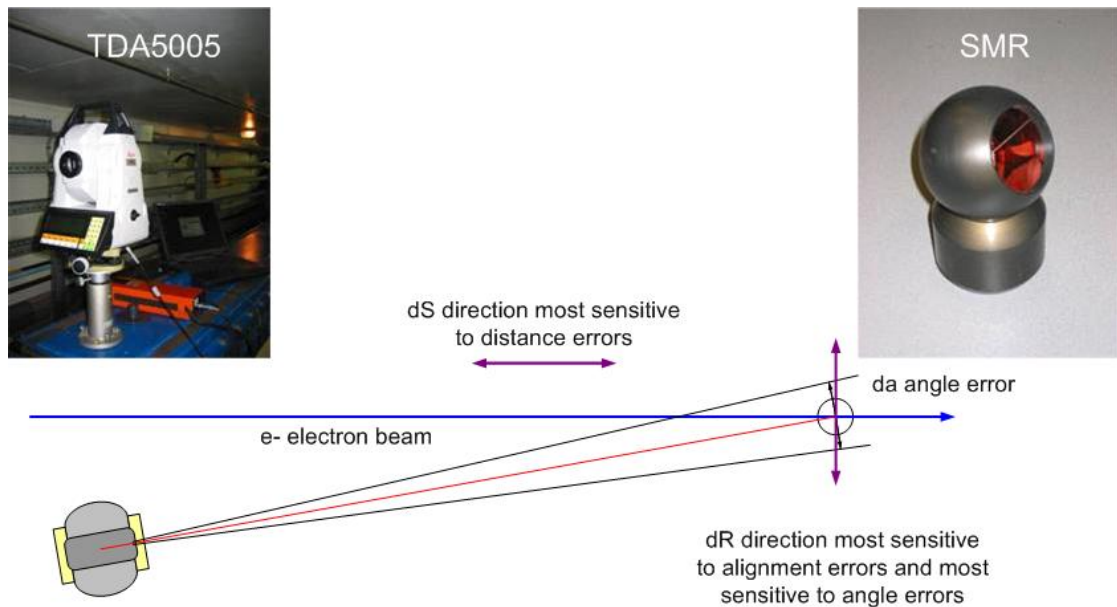 TDA5005
SMR
dS direction most sensitive
to distance errors
da angle error
e- electron beam
dR direction most sensitive
to alignment errors and most
sensitive to angle errors